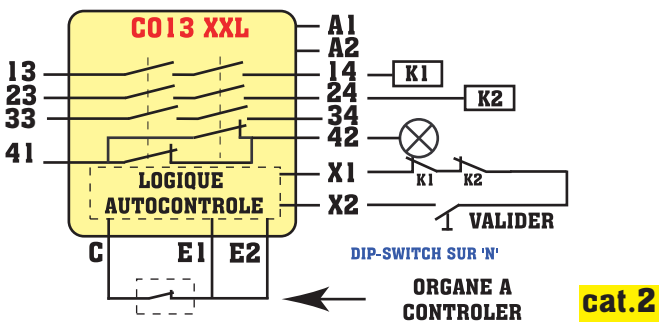 CO13 XXL
A1
A2
13 14 K1
23 24 K2
33 34
42
41
LOGIQUE X1 K1 K2
AUTOCONTROLE X2 VALIDER
C E1 E2
DIP-SWITCH SUR 'N'
ORGANE A
CONTROLER
cat.2